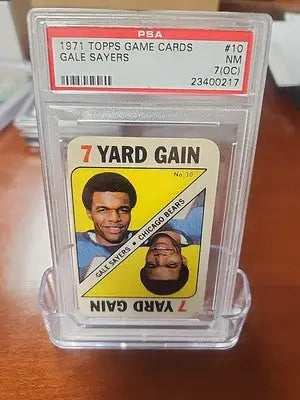 PSA
1971 TOPPS GAME CARDS #10
GALE SAYERS NM
7(OC)
23400217
7 YARD GAIN
No. 10
GALE SAYERS ■ CHICAGO BEARS
7 YARD GAIN